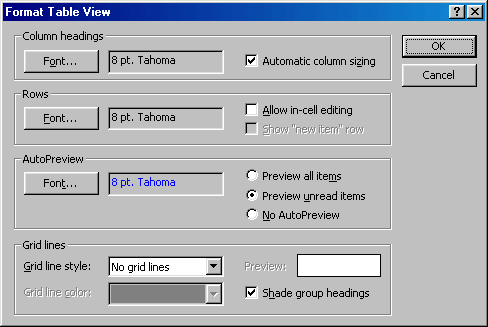 Format Table View
Column headings
Font... 8 pt. Tahoma Automatic column sizing
OK
Cancel
Rows
Font... 8 pt. Tahoma Allow in-cell editing
Show "new item" row
AutoPreview
Font... 8 pt. Tahoma Preview all items
Preview unread items
No AutoPreview
Grid lines
Grid line style: No grid lines Preview:
Grid line color: Shade group headings